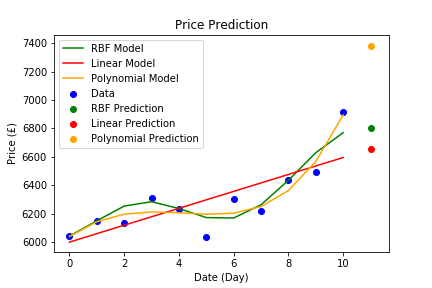 Price Prediction
Price (£)
7400
7200
7000
6800
6600
6400
6200
6000
RBF Model
Linear Model
Polynomial Model
Data
RBF Prediction
Linear Prediction
Polynomial Prediction
0 2 4 6 8 10
Date (Day)